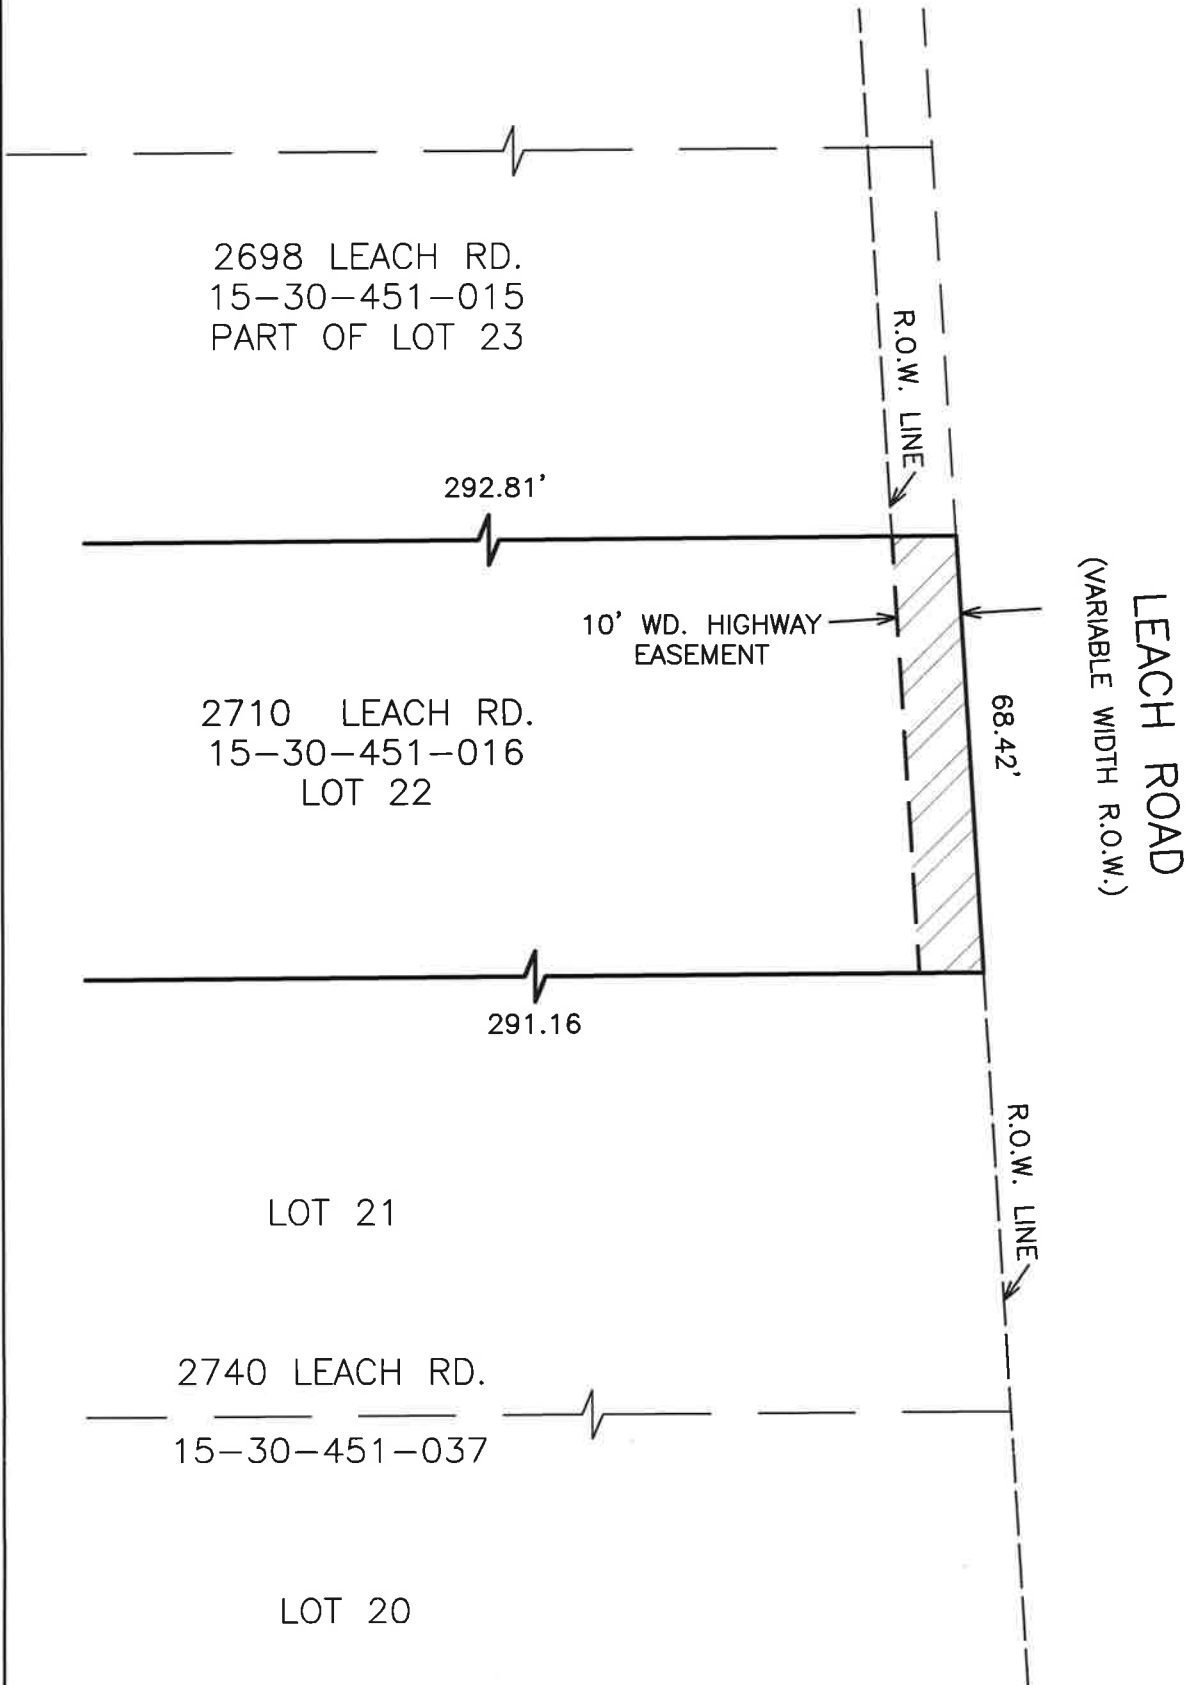 2698 LEACH RD.
15-30-451-015
PART OF LOT 23
R.O.W. LINE
292.81'
10' WD. HIGHWAY
EASEMENT
LEACH ROAD
(VARIABLE WIDTH R.O.W.)
68.42'
2710 LEACH RD.
15-30-451-016
LOT 22
291.16
R.O.W. LINE
LOT 21
2740 LEACH RD.
15-30-451-037
LOT 20